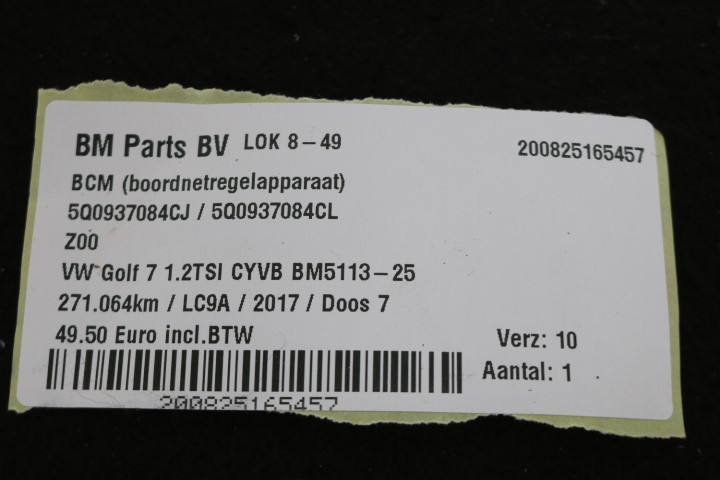 BM Parts BV LOK 8-49 200825165457
BCM (boordnetregelapparaat)
5Q0937084CJ / 5Q0937084CL
Z00
VW Golf 7 1.2TSI CYVB BM5113-25
271.064km / LC9A / 2017 / Doos 7
49.50 Euro incl.BTW Verz: 10
Aantal: 1
200825165457